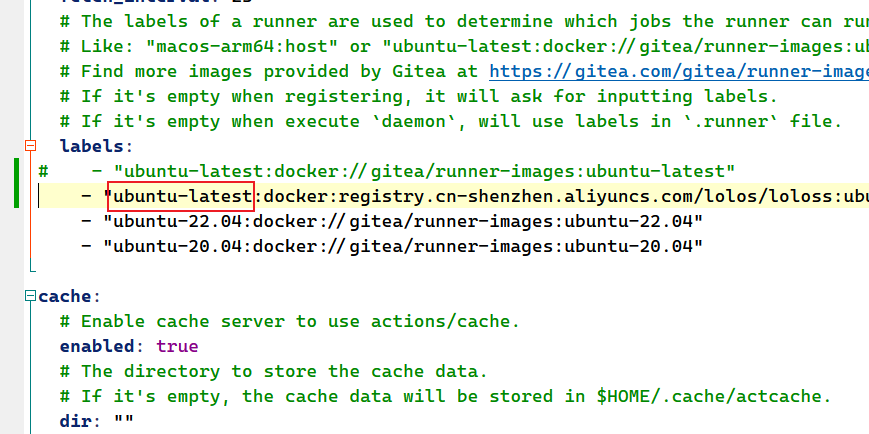 # The labels of a runner are used to determine which jobs the runner can run
# Like: "macos-arm64:host" or "ubuntu-latest:docker://gitea/runner-images:ub
# Find more images provided by Gitea at https://gitea.com/gitea/runner-image
# If it's empty when registering, it will ask for inputting labels.
# If it's empty when execute `daemon`, will use labels in `.runner` file.
labels:
#    - "ubuntu-latest:docker://gitea/runner-images:ubuntu-latest"
- "ubuntu-latest:docker:registry.cn-shenzhen.aliyuncs.com/lolos/loloss:ubu
- "ubuntu-22.04:docker://gitea/runner-images:ubuntu-22.04"
- "ubuntu-20.04:docker://gitea/runner-images:ubuntu-20.04"
cache:
# Enable cache server to use actions/cache.
enabled: true
# The directory to store the cache data.
# If it's empty, the cache data will be stored in $HOME/.cache/actcache.
dir: ""